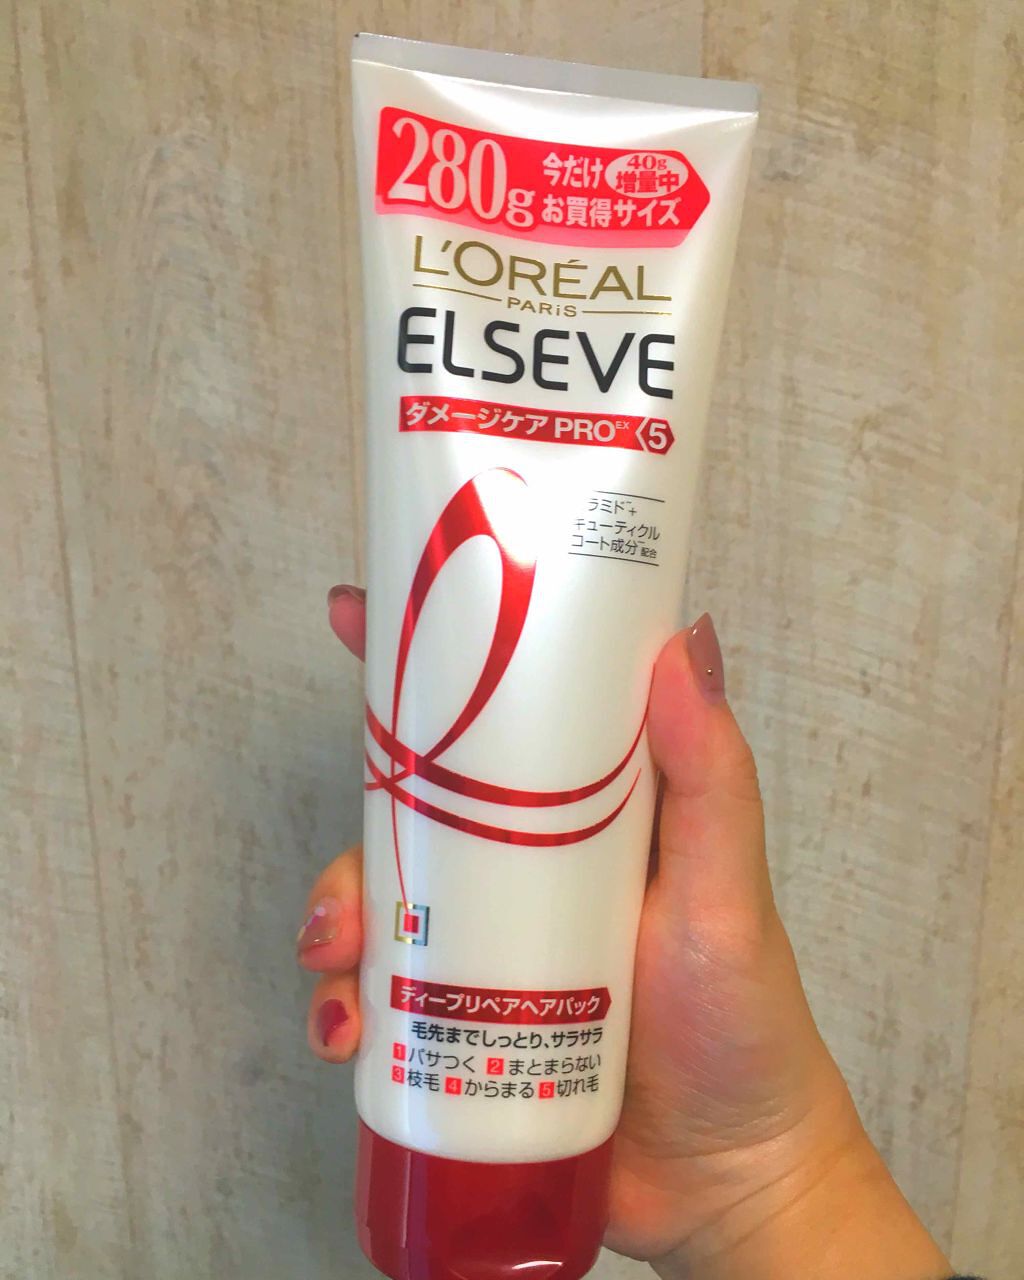 280g 今だけ 40g増量中
お買得サイズ
L'ORÉAL
PARIS
ELSEVE
ダメージケア PRO EX 5
ラミド*+
キューティクル
コート成分* 配合
ディープリペアヘアパック
毛先までしっとり、サラサラ
1 パサつく 2 まとまらない
3 枝毛 4 からまる 5 切れ毛